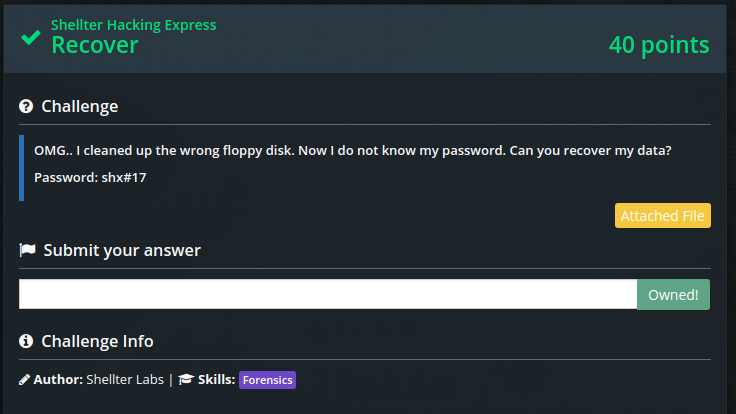 Shellter Hacking Express
Recover
40 points
Challenge
OMG.. I cleaned up the wrong floppy disk. Now I do not know my password. Can you recover my data?
Password: shx#17
Attached File
Submit your answer
Owned!
Challenge Info
Author: Shellter Labs | Skills: Forensics